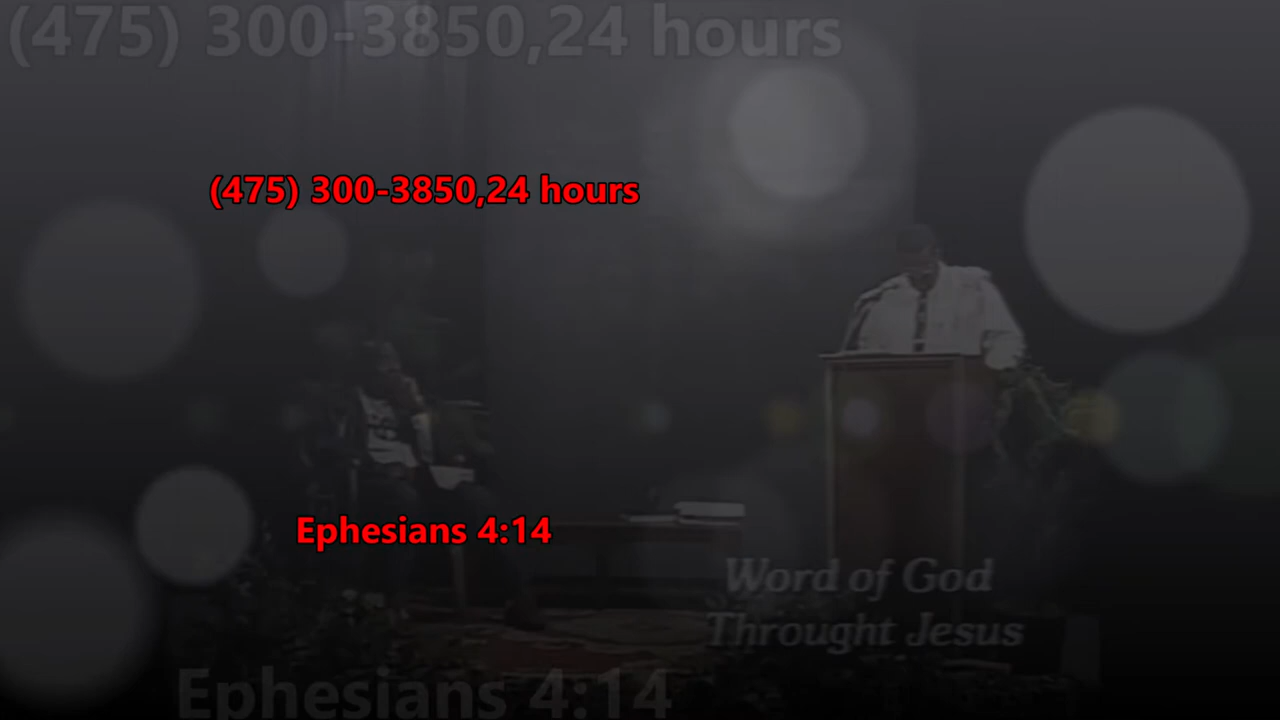 (475) 300-3850,24 hours
(475) 300-3850,24 hours
Ephesians 4:14
Word of God
Throught Jesus
Ephesians 4:14